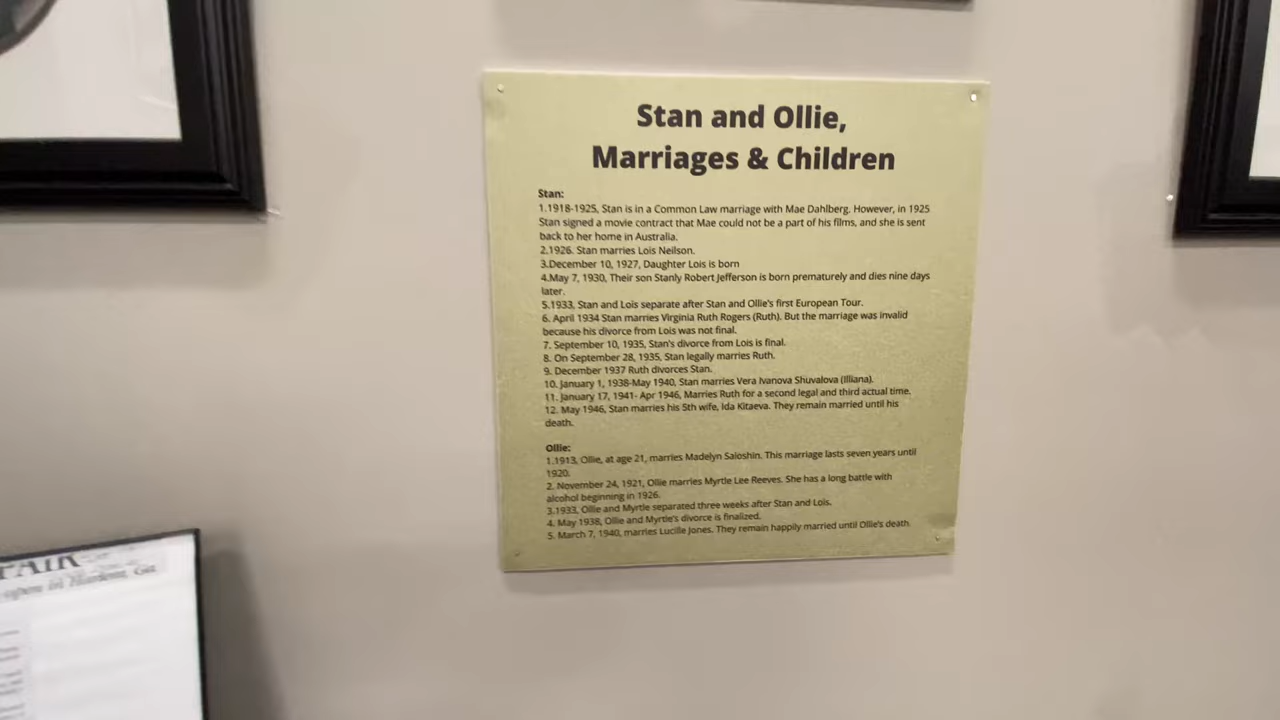 Stan and Ollie,
Marriages & Children
Stan:
1.1918-1925, Stan is in a Common Law marriage with Mae Dahlberg. However, in 1925
Stan signed a movie contract that Mae could not be a part of his films, and she is sent
back to her home in Australia.
2.1926. Stan marries Lois Neilson.
3.December 10, 1927, Daughter Lois is born
4.May 7, 1930, Their son Stanly Robert Jefferson is born prematurely and dies nine days
later.
5.1933, Stan and Lois separate after Stan and Ollie's first European Tour.
6. April 1934 Stan marries Virginia Ruth Rogers (Ruth). But the marriage was invalid
because his divorce from Lois was not final.
7. September 10, 1935, Stan's divorce from Lois is final.
8. On September 28, 1935, Stan legally marries Ruth.
9. December 1937 Ruth divorces Stan.
10. January 1, 1938-May 1940, Stan marries Vera Ivanova Shuvalova (Illiana).
11. January 17, 1941- Apr 1946, Marries Ruth for a second legal and third actual time.
12. May 1946, Stan marries his 5th wife, Ida Kitaeva. They remain married until his
death.
Ollie:
1.1913, Ollie, at age 21, marries Madelyn Saloshin. This marriage lasts seven years until
1920.
2. November 24, 1921, Ollie marries Myrtle Lee Reeves. She has a long battle with
alcohol beginning in 1926.
3.1933, Ollie and Myrtle separated three weeks after Stan and Lois.
4. May 1938, Ollie and Myrtle's divorce is finalized.
5. March 7, 1940, marries Lucille Jones. They remain happily married until Ollie's death
open in Harlem, Ga.